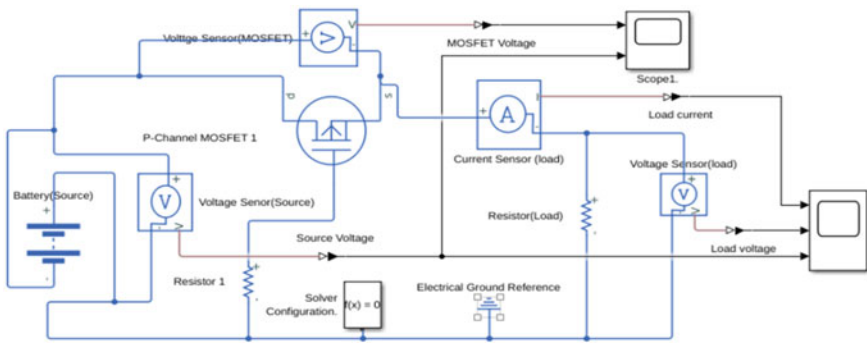 Volttge Sensor(MOSFET)
V
+
V
-
MOSFET Voltage
Scope1.
d
s
P-Channel MOSFET 1
+
A
I
-
Load current
Current Sensor (load)
Voltage Sensor(load)
Battery(Source)
+
-
+
V
-
V
Voltage Senor(Source)
+
V
-
V
Resistor(Load)
+
-
Source Voltage
Load voltage
Resistor 1
+
-
Solver
Configuration.
f(x) = 0
Electrical Ground Reference